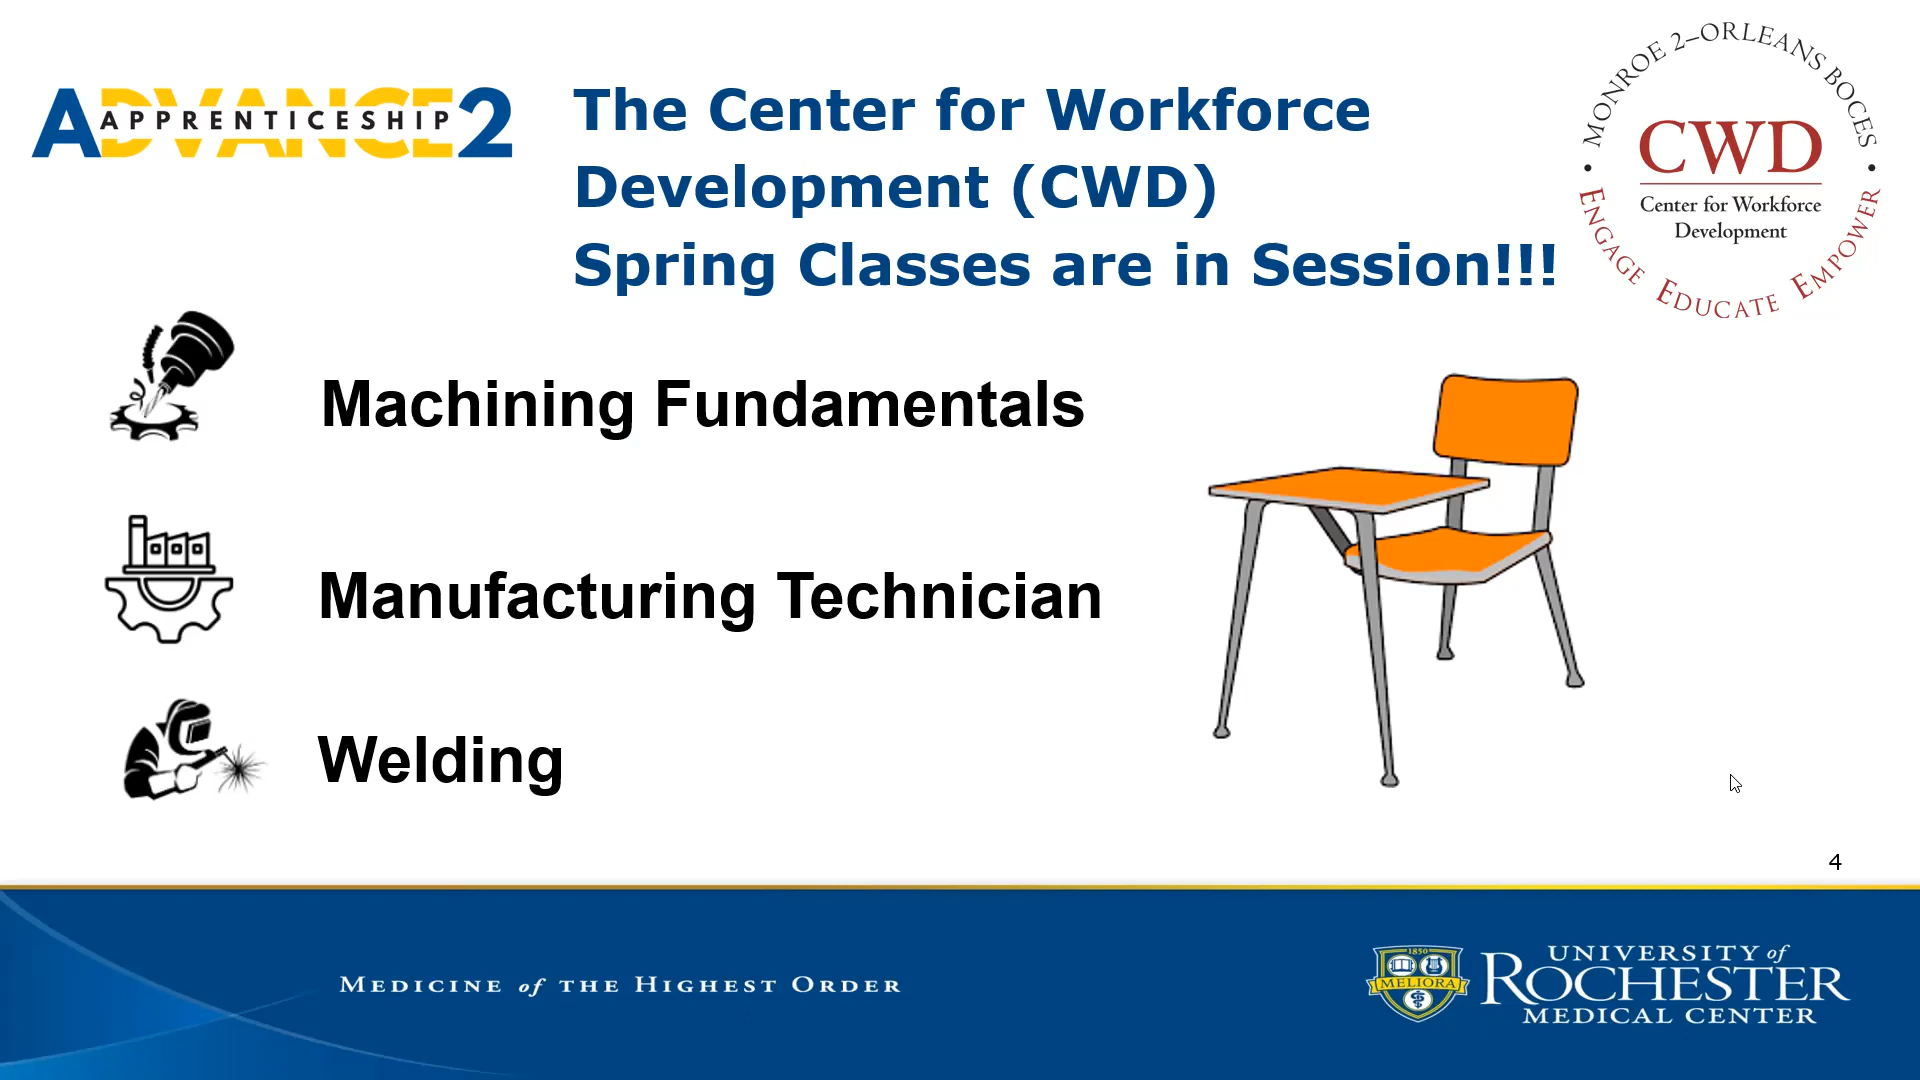 ADVANCE2
APPRENTICESHIP
The Center for Workforce
Development (CWD)
Spring Classes are in Session!!!
MONROE 2–ORLEANS BOCES
CWD
Center for Workforce
Development
ENGAGE EDUCATE EMPOWER
Machining Fundamentals
Manufacturing Technician
Welding
4
MEDICINE of THE HIGHEST ORDER
1850
MELIORA
UNIVERSITY of
ROCHESTER
MEDICAL CENTER